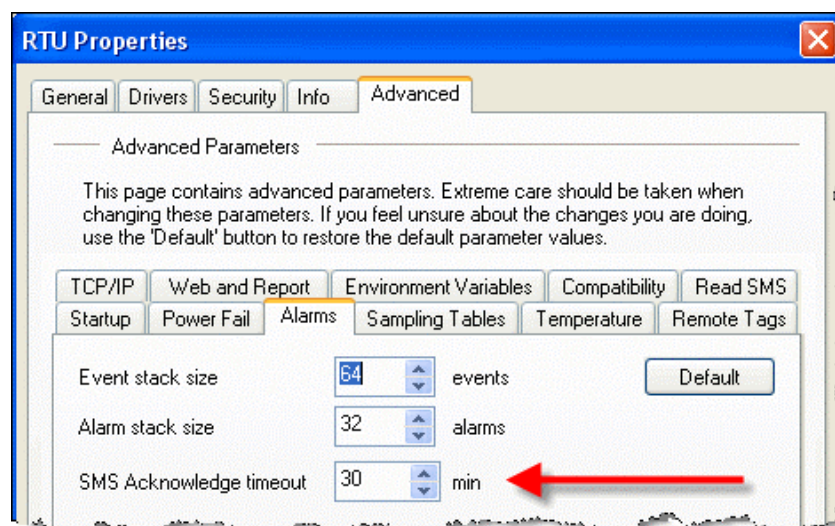 RTU Properties
General Drivers Security Info Advanced
Advanced Parameters
This page contains advanced parameters. Extreme care should be taken when
changing these parameters. If you feel unsure about the changes you are doing,
use the 'Default' button to restore the default parameter values.
TCP/IP Web and Report Environment Variables Compatibility Read SMS
Startup Power Fail Alarms Sampling Tables Temperature Remote Tags
Event stack size 64 events Default
Alarm stack size 32 alarms
SMS Acknowledge timeout 30 min